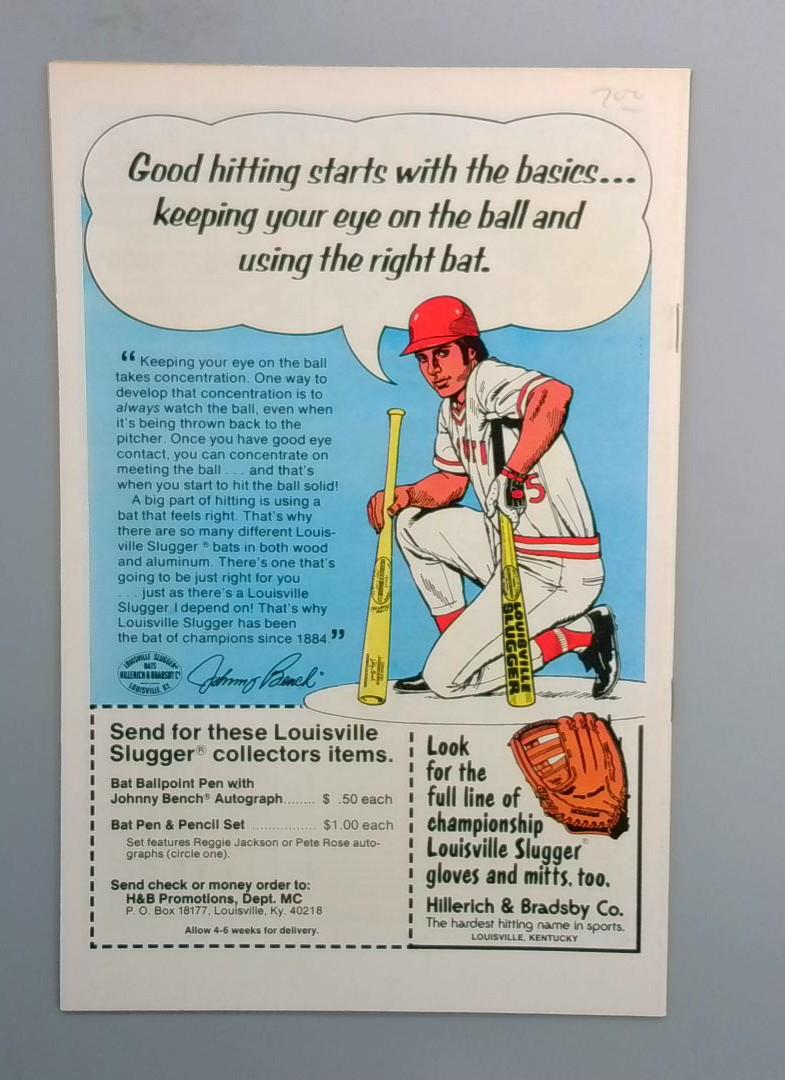 700
Good hitting starts with the basics...
keeping your eye on the ball and
using the right bat.
“Keeping your eye on the ball
takes concentration. One way to
develop that concentration is to
always watch the ball, even when
it's being thrown back to the
pitcher. Once you have good eye
contact, you can concentrate on
meeting the ball . . . and that's
when you start to hit the ball solid!
A big part of hitting is using a
bat that feels right. That's why
there are so many different Louis-
ville Slugger® bats in both wood
and aluminum. There's one that's
going to be just right for you
. . . just as there's a Louisville
Slugger I depend on! That's why
Louisville Slugger has been
the bat of champions since 1884.”
LOUISVILLE SLUGGER®
BATS
HILLERICH & BRADSBY Cº
LOUISVILLE, KY.
Johnny Bench®
5
LOUISVILLE
SLUGGER
Send for these Louisville
Slugger® collectors items.
Bat Ballpoint Pen with
Johnny Bench® Autograph........ $ .50 each
Bat Pen & Pencil Set ................ $1.00 each
Set features Reggie Jackson or Pete Rose auto-
graphs (circle one).
Send check or money order to:
H&B Promotions, Dept. MC
P. O. Box 18177, Louisville, Ky. 40218
Allow 4-6 weeks for delivery.
Look
for the
full line of
championship
Louisville Slugger®
gloves and mitts, too.
Hillerich & Bradsby Co.
The hardest hitting name in sports.
LOUISVILLE, KENTUCKY